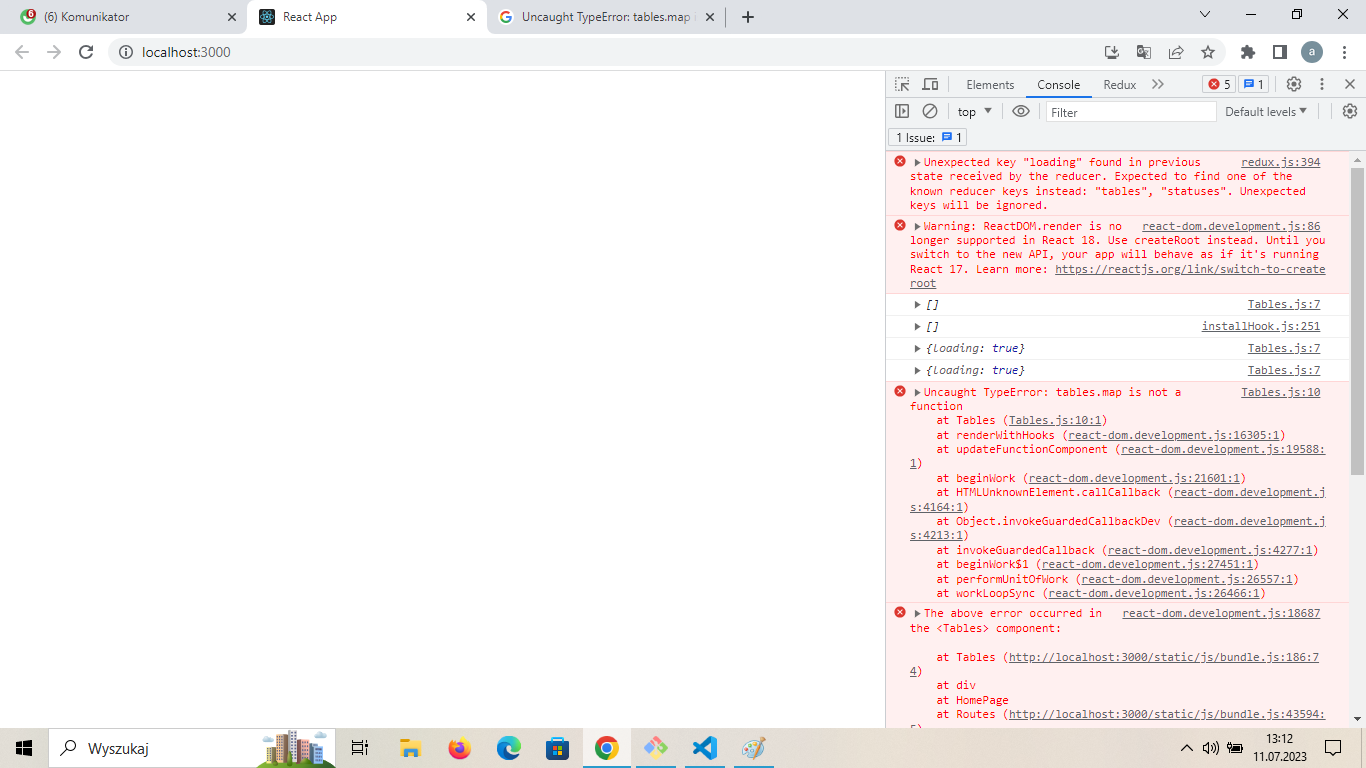 6
(6) Komunikator
React App
Uncaught TypeError: tables.map i
localhost:3000
a
Elements
Console
Redux
5
1
top
Filter
Default levels
1 Issue:
1
Unexpected key "loading" found in previous redux.js:394
state received by the reducer. Expected to find one of the
known reducer keys instead: "tables", "statuses". Unexpected
keys will be ignored.
Warning: ReactDOM.render is no react-dom.development.js:86
longer supported in React 18. Use createRoot instead. Until you
switch to the new API, your app will behave as if it's running
React 17. Learn more: https://reactjs.org/link/switch-to-create
root
[] Tables.js:7
[] installHook.js:251
{loading: true} Tables.js:7
{loading: true} Tables.js:7
Uncaught TypeError: tables.map is not a Tables.js:10
function
at Tables (Tables.js:10:1)
at renderWithHooks (react-dom.development.js:16305:1)
at updateFunctionComponent (react-dom.development.js:19588:
1)
at beginWork (react-dom.development.js:21601:1)
at HTMLUnknownElement.callCallback (react-dom.development.j
s:4164:1)
at Object.invokeGuardedCallbackDev (react-dom.development.j
s:4213:1)
at invokeGuardedCallback (react-dom.development.js:4277:1)
at beginWork$1 (react-dom.development.js:27451:1)
at performUnitOfWork (react-dom.development.js:26557:1)
at workLoopSync (react-dom.development.js:26466:1)
The above error occurred in react-dom.development.js:18687
the <Tables> component:
at Tables (http://localhost:3000/static/js/bundle.js:186:7
4)
at div
at HomePage
at Routes (http://localhost:3000/static/js/bundle.js:43594:
Wyszukaj
13:12
11.07.2023